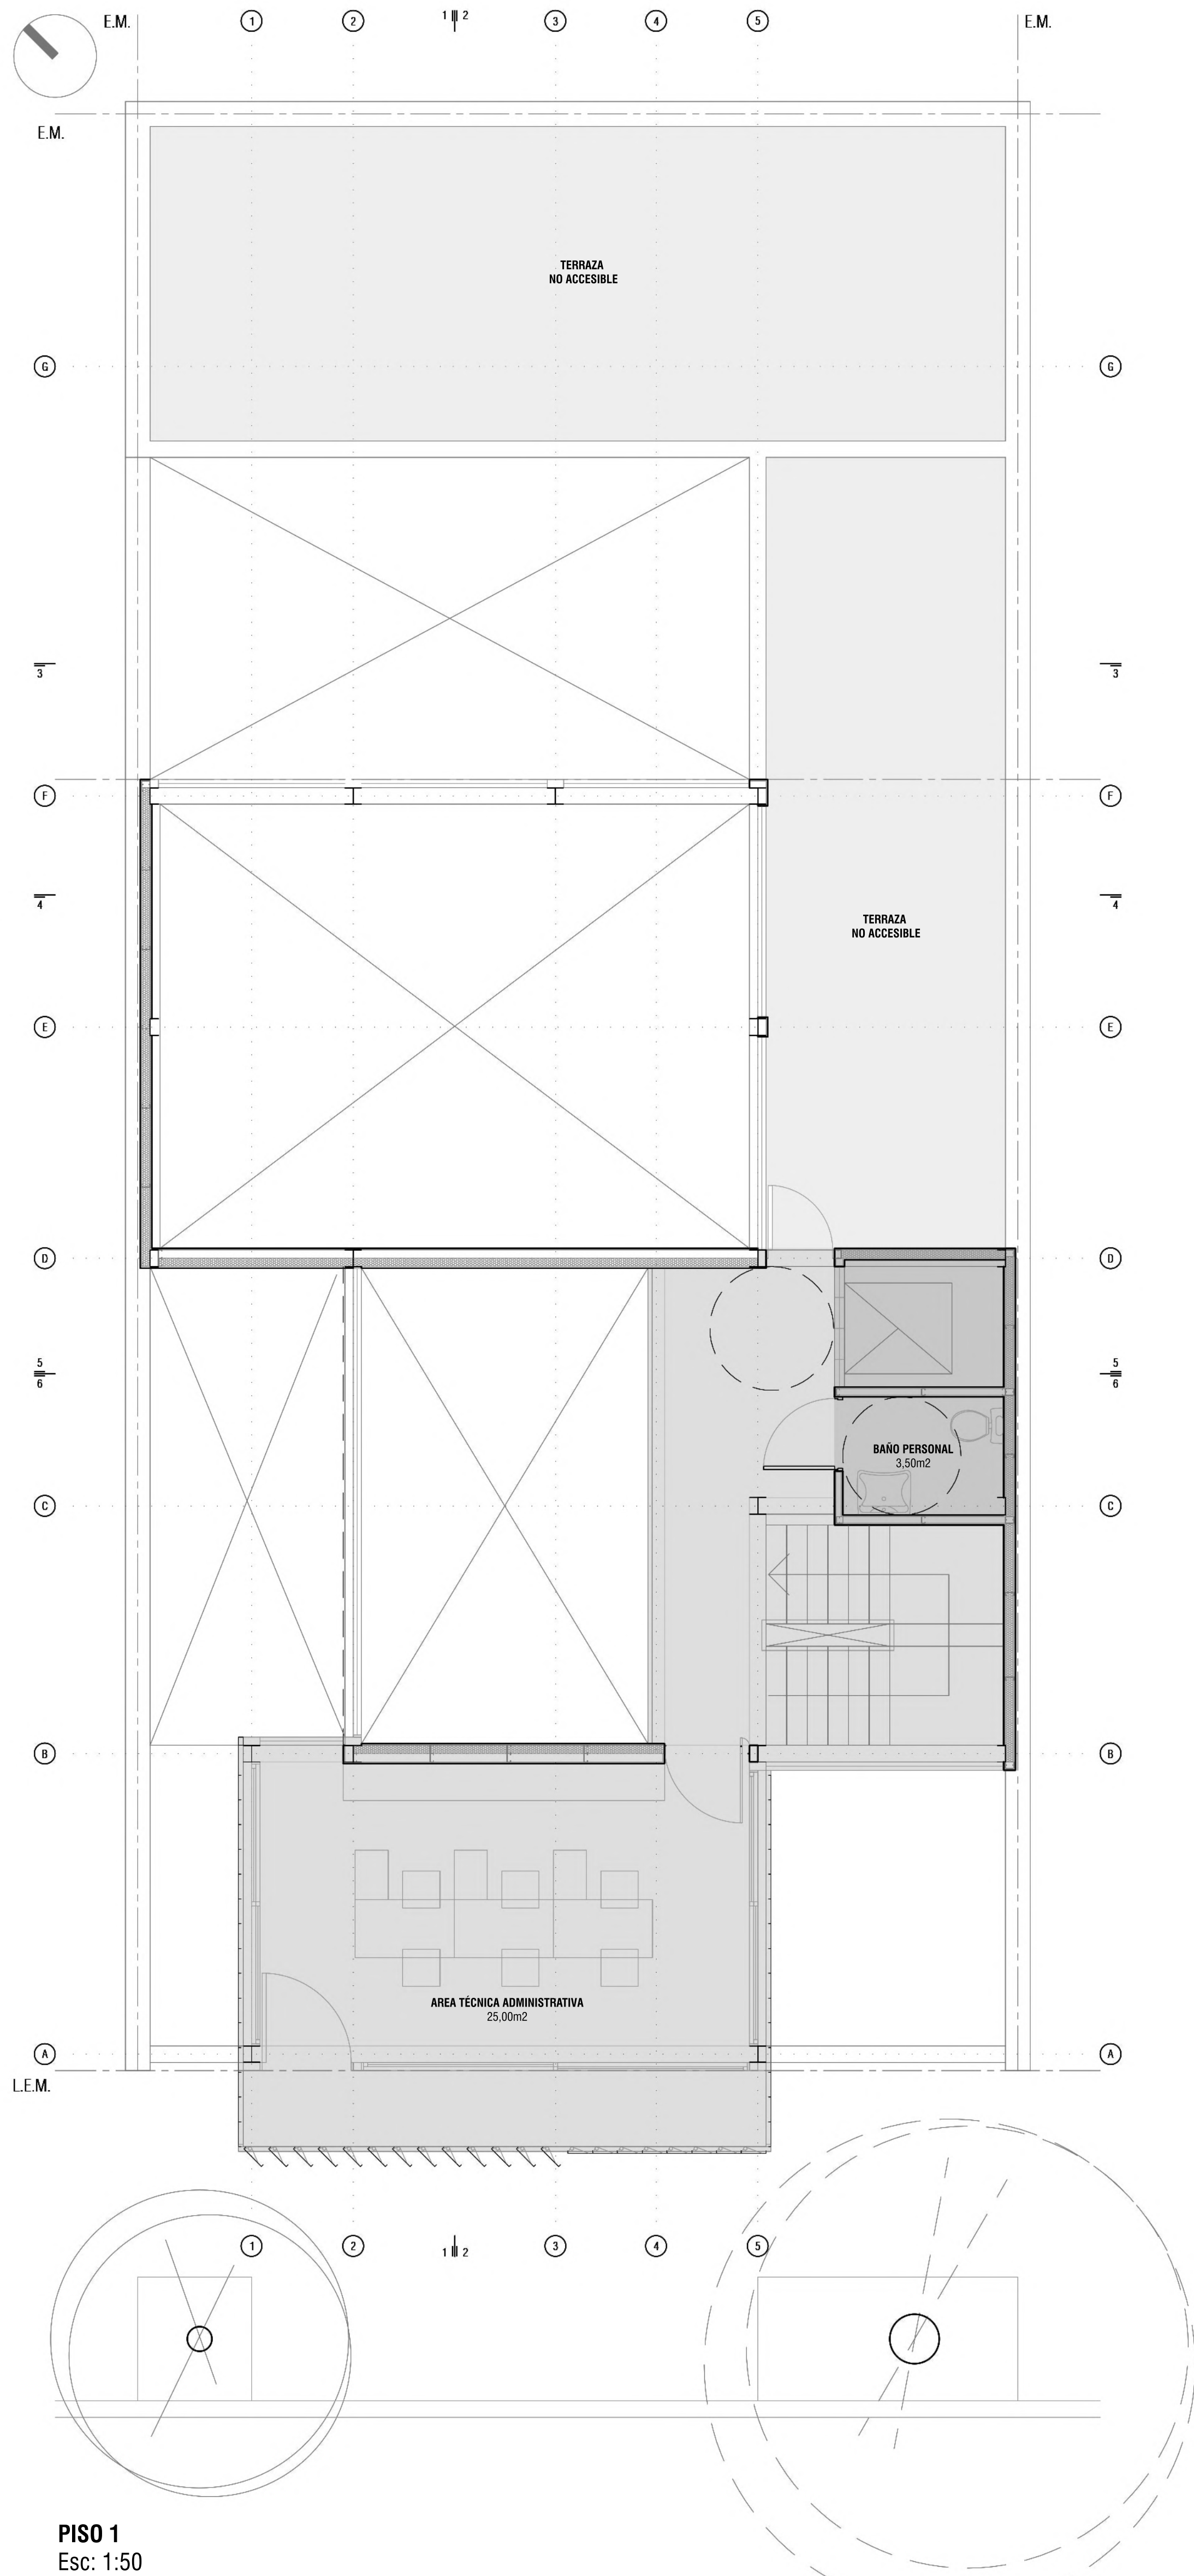 E.M.
1
2
1 2
3
4
5
E.M.
E.M.
TERRAZA
NO ACCESIBLE
G
G
3
3
F
F
4
4
TERRAZA
NO ACCESIBLE
E
E
D
D
5
6
5
6
BAÑO PERSONAL
3,50m2
C
C
B
B
AREA TÉCNICA ADMINISTRATIVA
25,00m2
A
A
L.E.M.
1
2
1 2
3
4
5
PISO 1
Esc: 1:50